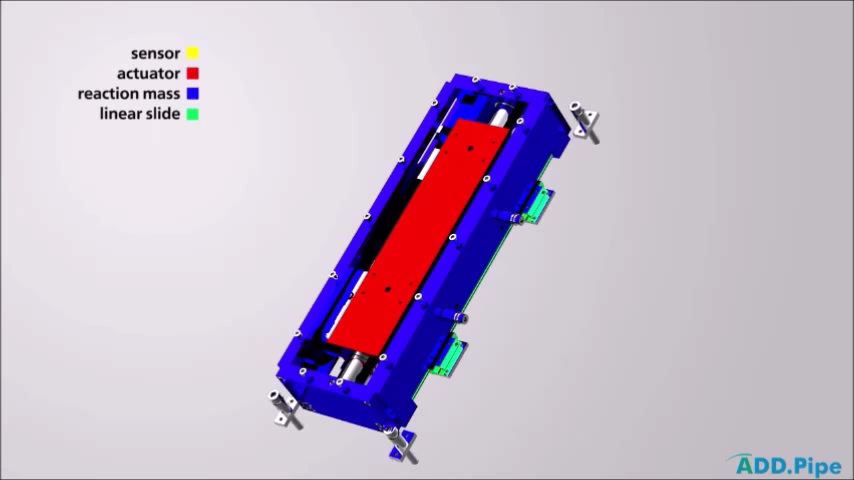 sensor
actuator
reaction mass
linear slide
ADD.Pipe